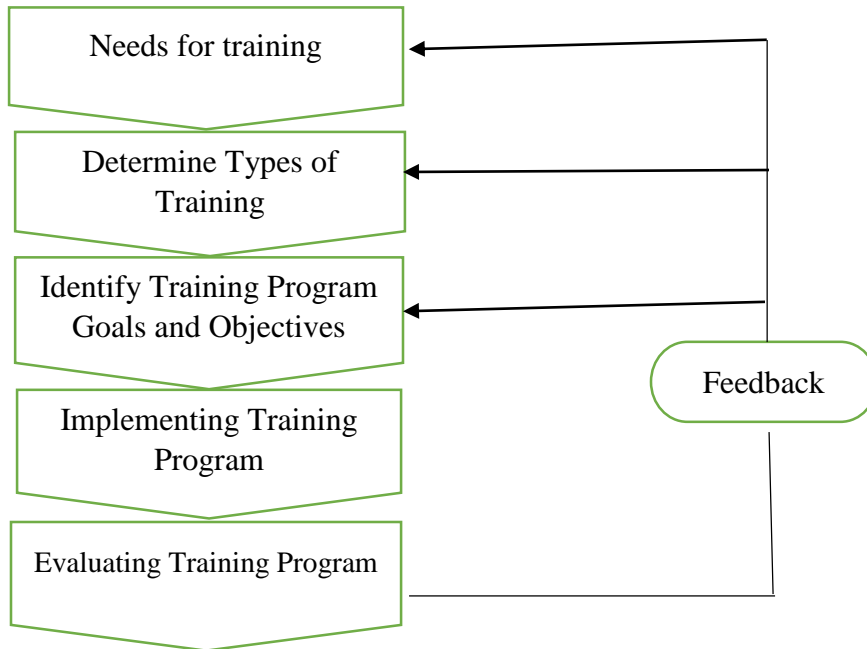 Needs for training
Determine Types of
Training
Identify Training Program
Goals and Objectives
Implementing Training
Program
Evaluating Training Program
Feedback